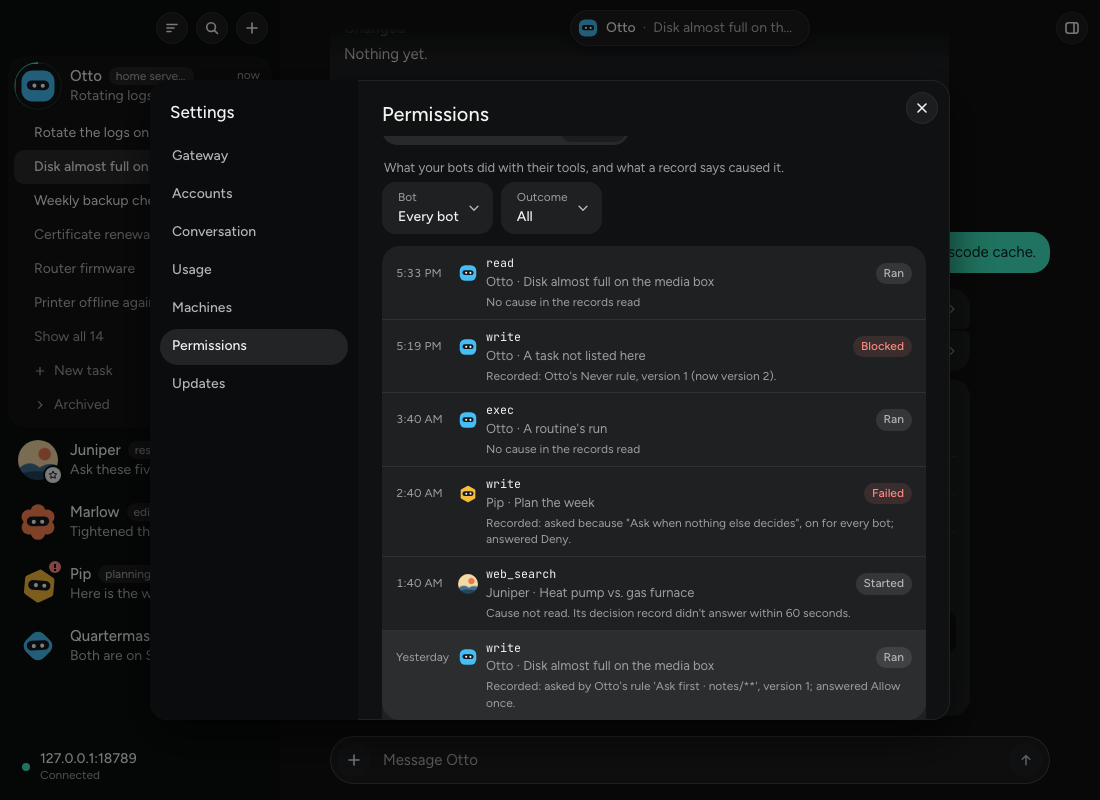 Otto · Disk almost full on th...
Nothing yet.
Otto home serve... now
Rotating logs
Rotate the logs on
Disk almost full on
Weekly backup che
Certificate renewa
Router firmware
Printer offline again
Show all 14
+ New task
Archived
Juniper res
Ask these five
Marlow edi
Tightened th
Pip planning
Here is the w
Quartermas
Both are on S
127.0.0.1:18789
Connected
Settings
Gateway
Accounts
Conversation
Usage
Machines
Permissions
Updates
Permissions
What your bots did with their tools, and what a record says caused it.
Bot
Every bot
Outcome
All
5:33 PM
read
Otto · Disk almost full on the media box
No cause in the records read
Ran
5:19 PM
write
Otto · A task not listed here
Recorded: Otto's Never rule, version 1 (now version 2).
Blocked
3:40 AM
exec
Otto · A routine's run
No cause in the records read
Ran
2:40 AM
write
Pip · Plan the week
Recorded: asked because "Ask when nothing else decides", on for every bot;
answered Deny.
Failed
1:40 AM
web_search
Juniper · Heat pump vs. gas furnace
Cause not read. Its decision record didn't answer within 60 seconds.
Started
Yesterday
write
Otto · Disk almost full on the media box
Recorded: asked by Otto's rule 'Ask first · notes/**', version 1; answered Allow
once.
Ran
scode cache.
Message Otto